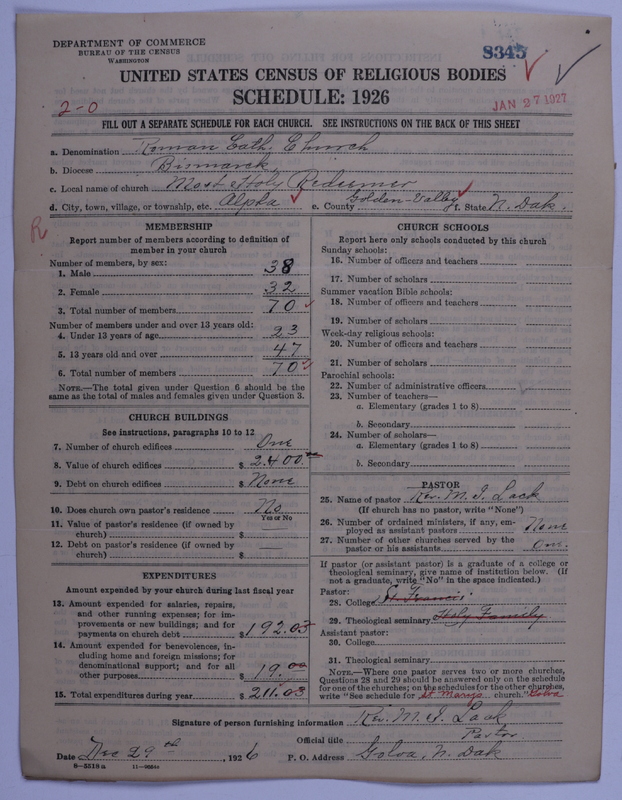 DEPARTMENT OF COMMERCE
BUREAU OF THE CENSUS
WASHINGTON
8345
UNITED STATES CENSUS OF RELIGIOUS BODIES
SCHEDULE: 1926
2-0
JAN 27 1927
FILL OUT A SEPARATE SCHEDULE FOR EACH CHURCH. SEE INSTRUCTIONS ON THE BACK OF THIS SHEET
a. Denomination Roman Cath. Church
b. Diocese Bismarck
c. Local name of church Most Holy Redeemer
d. City, town, village, or township, etc. Alpha e. County Golden-Valley f. State N. Dak.
R
MEMBERSHIP
Report number of members according to definition of
member in your church
Number of members, by sex:
1. Male 38
2. Female 32
3. Total number of members 70
Number of members under and over 13 years old:
4. Under 13 years of age 23
5. 13 years old and over 47
6. Total number of members 70
NOTE.—The total given under Question 6 should be the
same as the total of males and females given under Question 3.
CHURCH BUILDINGS
See instructions, paragraphs 10 to 12
7. Number of church edifices One
8. Value of church edifices $ 2400.00
9. Debt on church edifices $ None
10. Does church own pastor's residence No
Yes or No
11. Value of pastor's residence (if owned by
church) $
12. Debt on pastor's residence (if owned by
church) $
EXPENDITURES
Amount expended by your church during last fiscal year
13. Amount expended for salaries, repairs,
and other running expenses; for im-
provements or new buildings; and for
payments on church debt $ 192.03
14. Amount expended for benevolences, in-
cluding home and foreign missions; for
denominational support; and for all
other purposes $ 19.00
15. Total expenditures during year $ 211.03
CHURCH SCHOOLS
Report here only schools conducted by this church
Sunday schools:
16. Number of officers and teachers
17. Number of scholars
Summer vacation Bible schools:
18. Number of officers and teachers
19. Number of scholars
Week-day religious schools:
20. Number of officers and teachers
21. Number of scholars
Parochial schools:
22. Number of administrative officers
23. Number of teachers—
a. Elementary (grades 1 to 8)
b. Secondary
24. Number of scholars—
a. Elementary (grades 1 to 8)
b. Secondary
PASTOR
25. Name of pastor Rev. M. I. Lack
(If church has no pastor, write "None")
26. Number of ordained ministers, if any, em-
ployed as assistant pastors None
27. Number of other churches served by the
pastor or his assistants One
If pastor (or assistant pastor) is a graduate of a college or
theological seminary, give name of institution below. (If
not a graduate, write "No" in the space indicated.)
Pastor:
28. College St. Francis
29. Theological seminary Holy Family
Assistant pastor:
30. College
31. Theological seminary
NOTE.—Where one pastor serves two or more churches,
Questions 28 and 29 should be answered only on the schedule
for one of the churches; on the schedules for the other churches,
write "See schedule for St. Marys church." Golva
Signature of person furnishing information Rev. M. I. Lack
Official title Pastor
Date Dec 29th, 1926 P. O. Address Golva, N. Dak
8-5518a 11-9664a